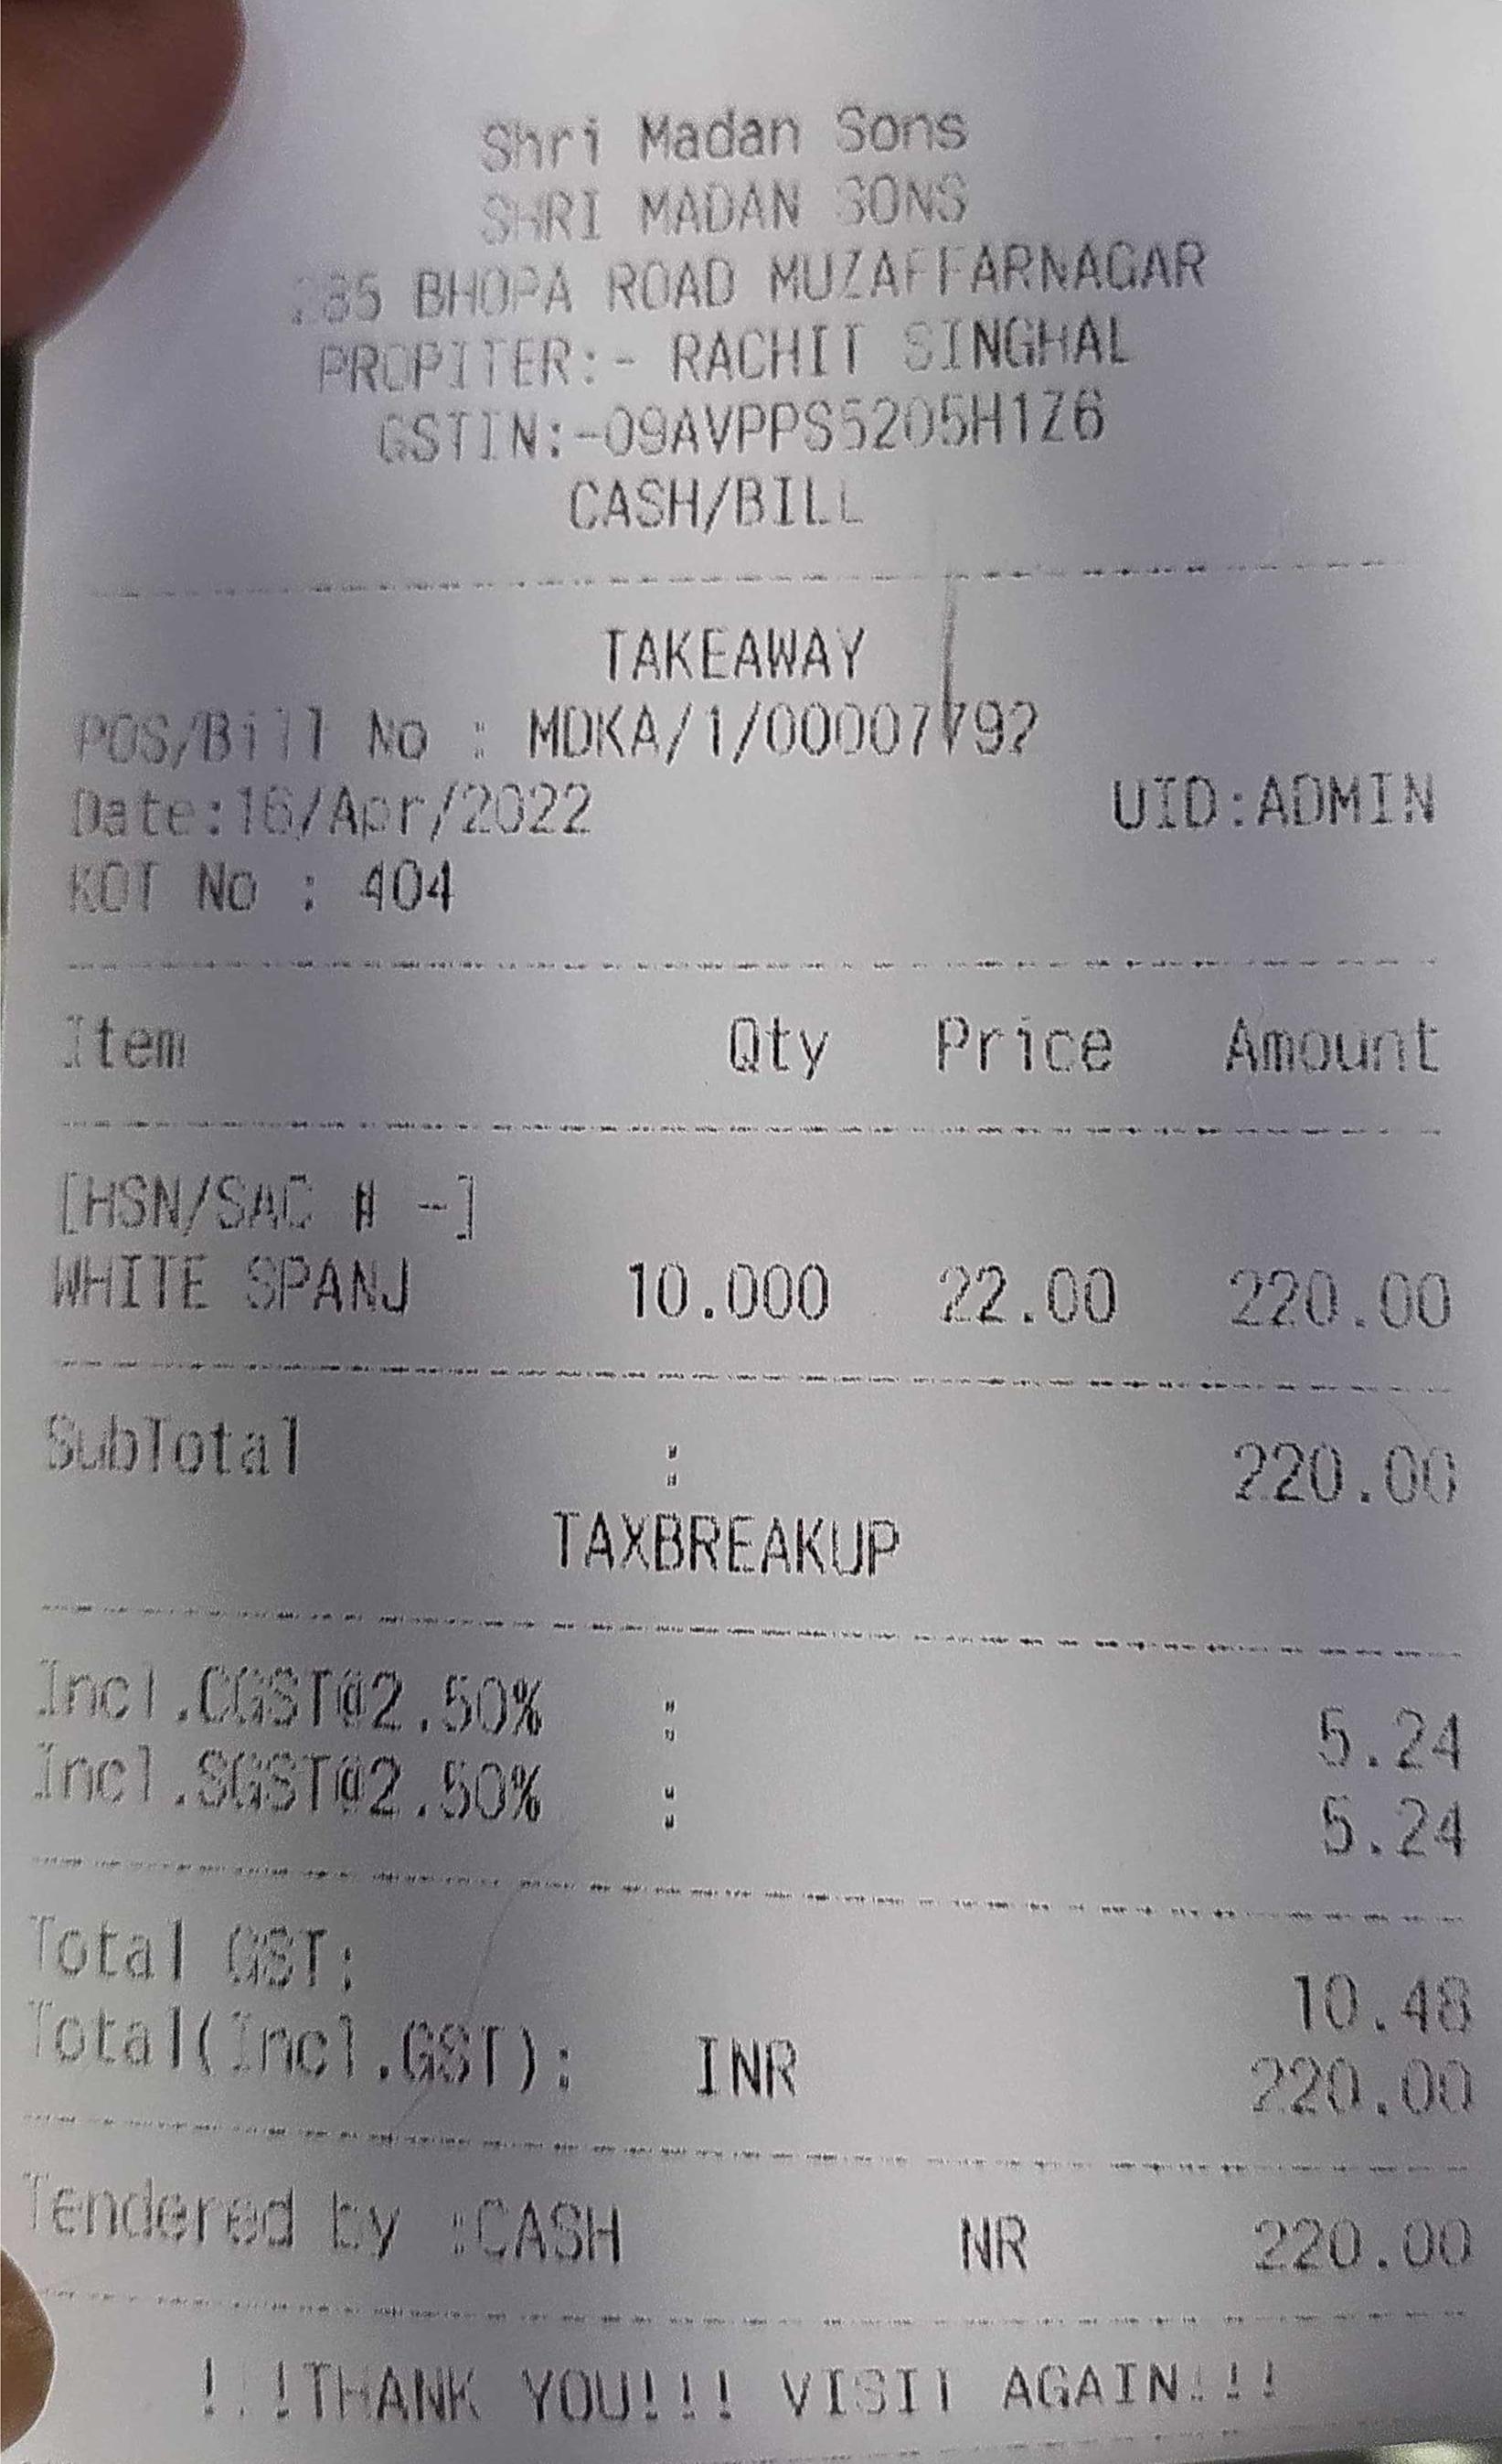 Shri Madan Sons
SHRI MADAN SONS
BHOPA ROAD MUZAFFARNAGAR
PROPITER:- RACHIT SINGHAL
GSTIN:-09AVPPS5205H1Z6
CASH/BILL
TAKEAWAY
POS/Bill No : MDKA/1/00007792
Date:16/Apr/2022 UID:ADMIN
KOT No : 404
Item Qty Price Amount
[HSN/SAC # -]
WHITE SPANJ 10.000 22.00 220.00
SubTotal : 220.00
TAXBREAKUP
Incl.CGST@2.50% : 5.24
Incl.SGST@2.50% : 5.24
Total GST: 10.48
Total(Incl.GST): INR 220.00
Tendered by :CASH NR 220.00
!!!THANK YOU!!! VISIT AGAIN!!!